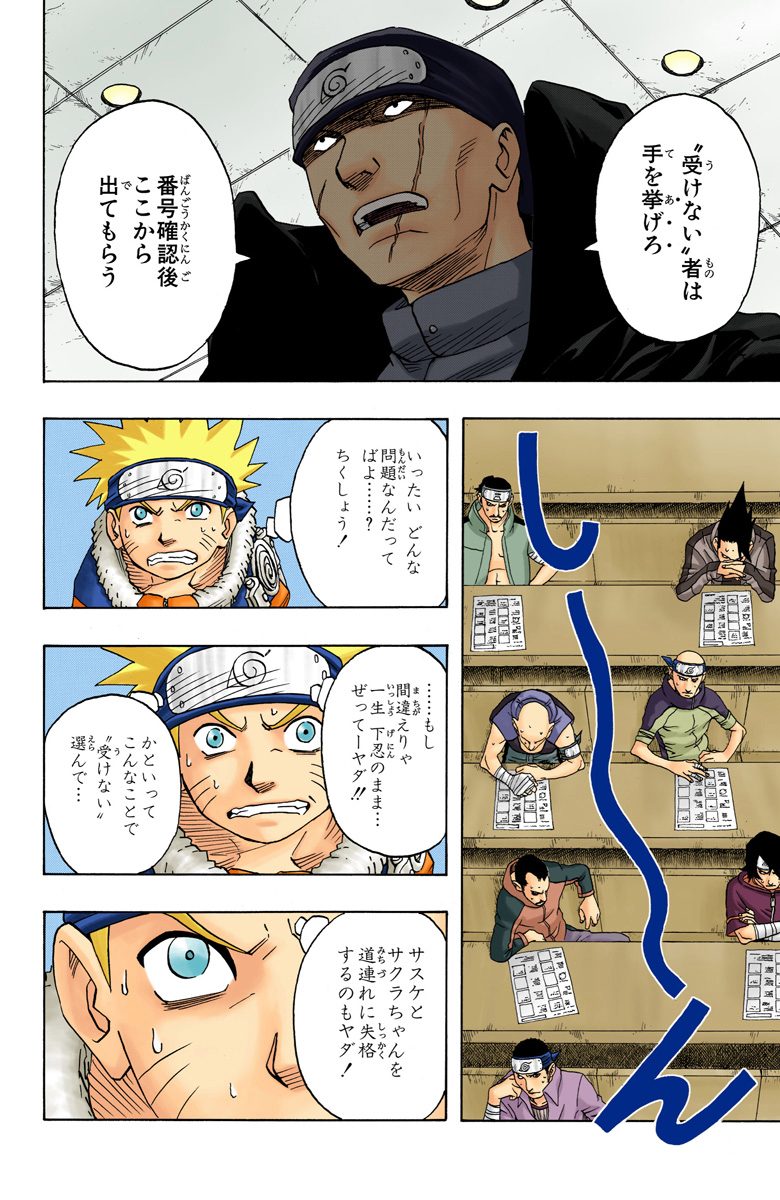 〝受けない〟者は
手を挙げろ
番号確認後
ここから
出てもらう
し〜ん
いったい どんな
問題なんだって
ばよ……?
ちくしょう!
……もし
間違えりゃ
一生 下忍のまま…
ぜってーヤダ!!
かといって
こんなことで
〝受けない〟
選んで…
サスケと
サクラちゃんを
道連れに失格
するのもヤダ!